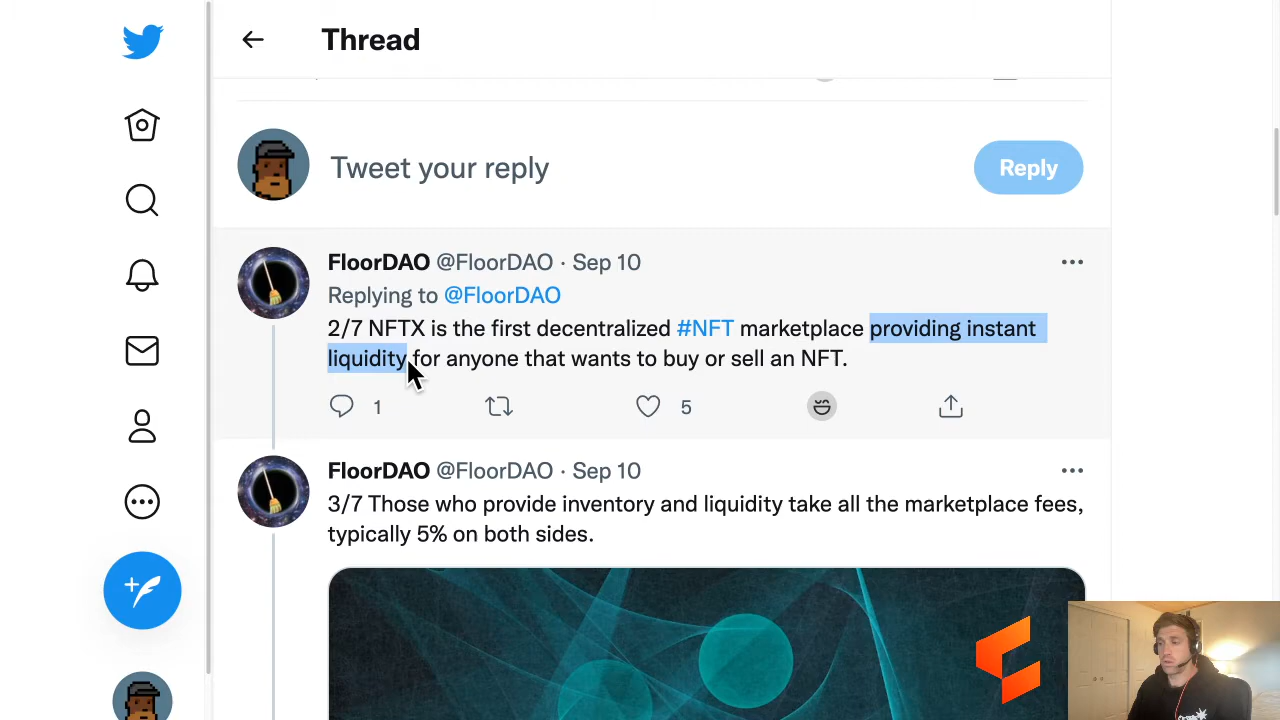 Thread
Tweet your reply
Reply
FloorDAO @FloorDAO · Sep 10
Replying to @FloorDAO
2/7 NFTX is the first decentralized #NFT marketplace providing instant
liquidity for anyone that wants to buy or sell an NFT.
1
5
FloorDAO @FloorDAO · Sep 10
3/7 Those who provide inventory and liquidity take all the marketplace fees,
typically 5% on both sides.